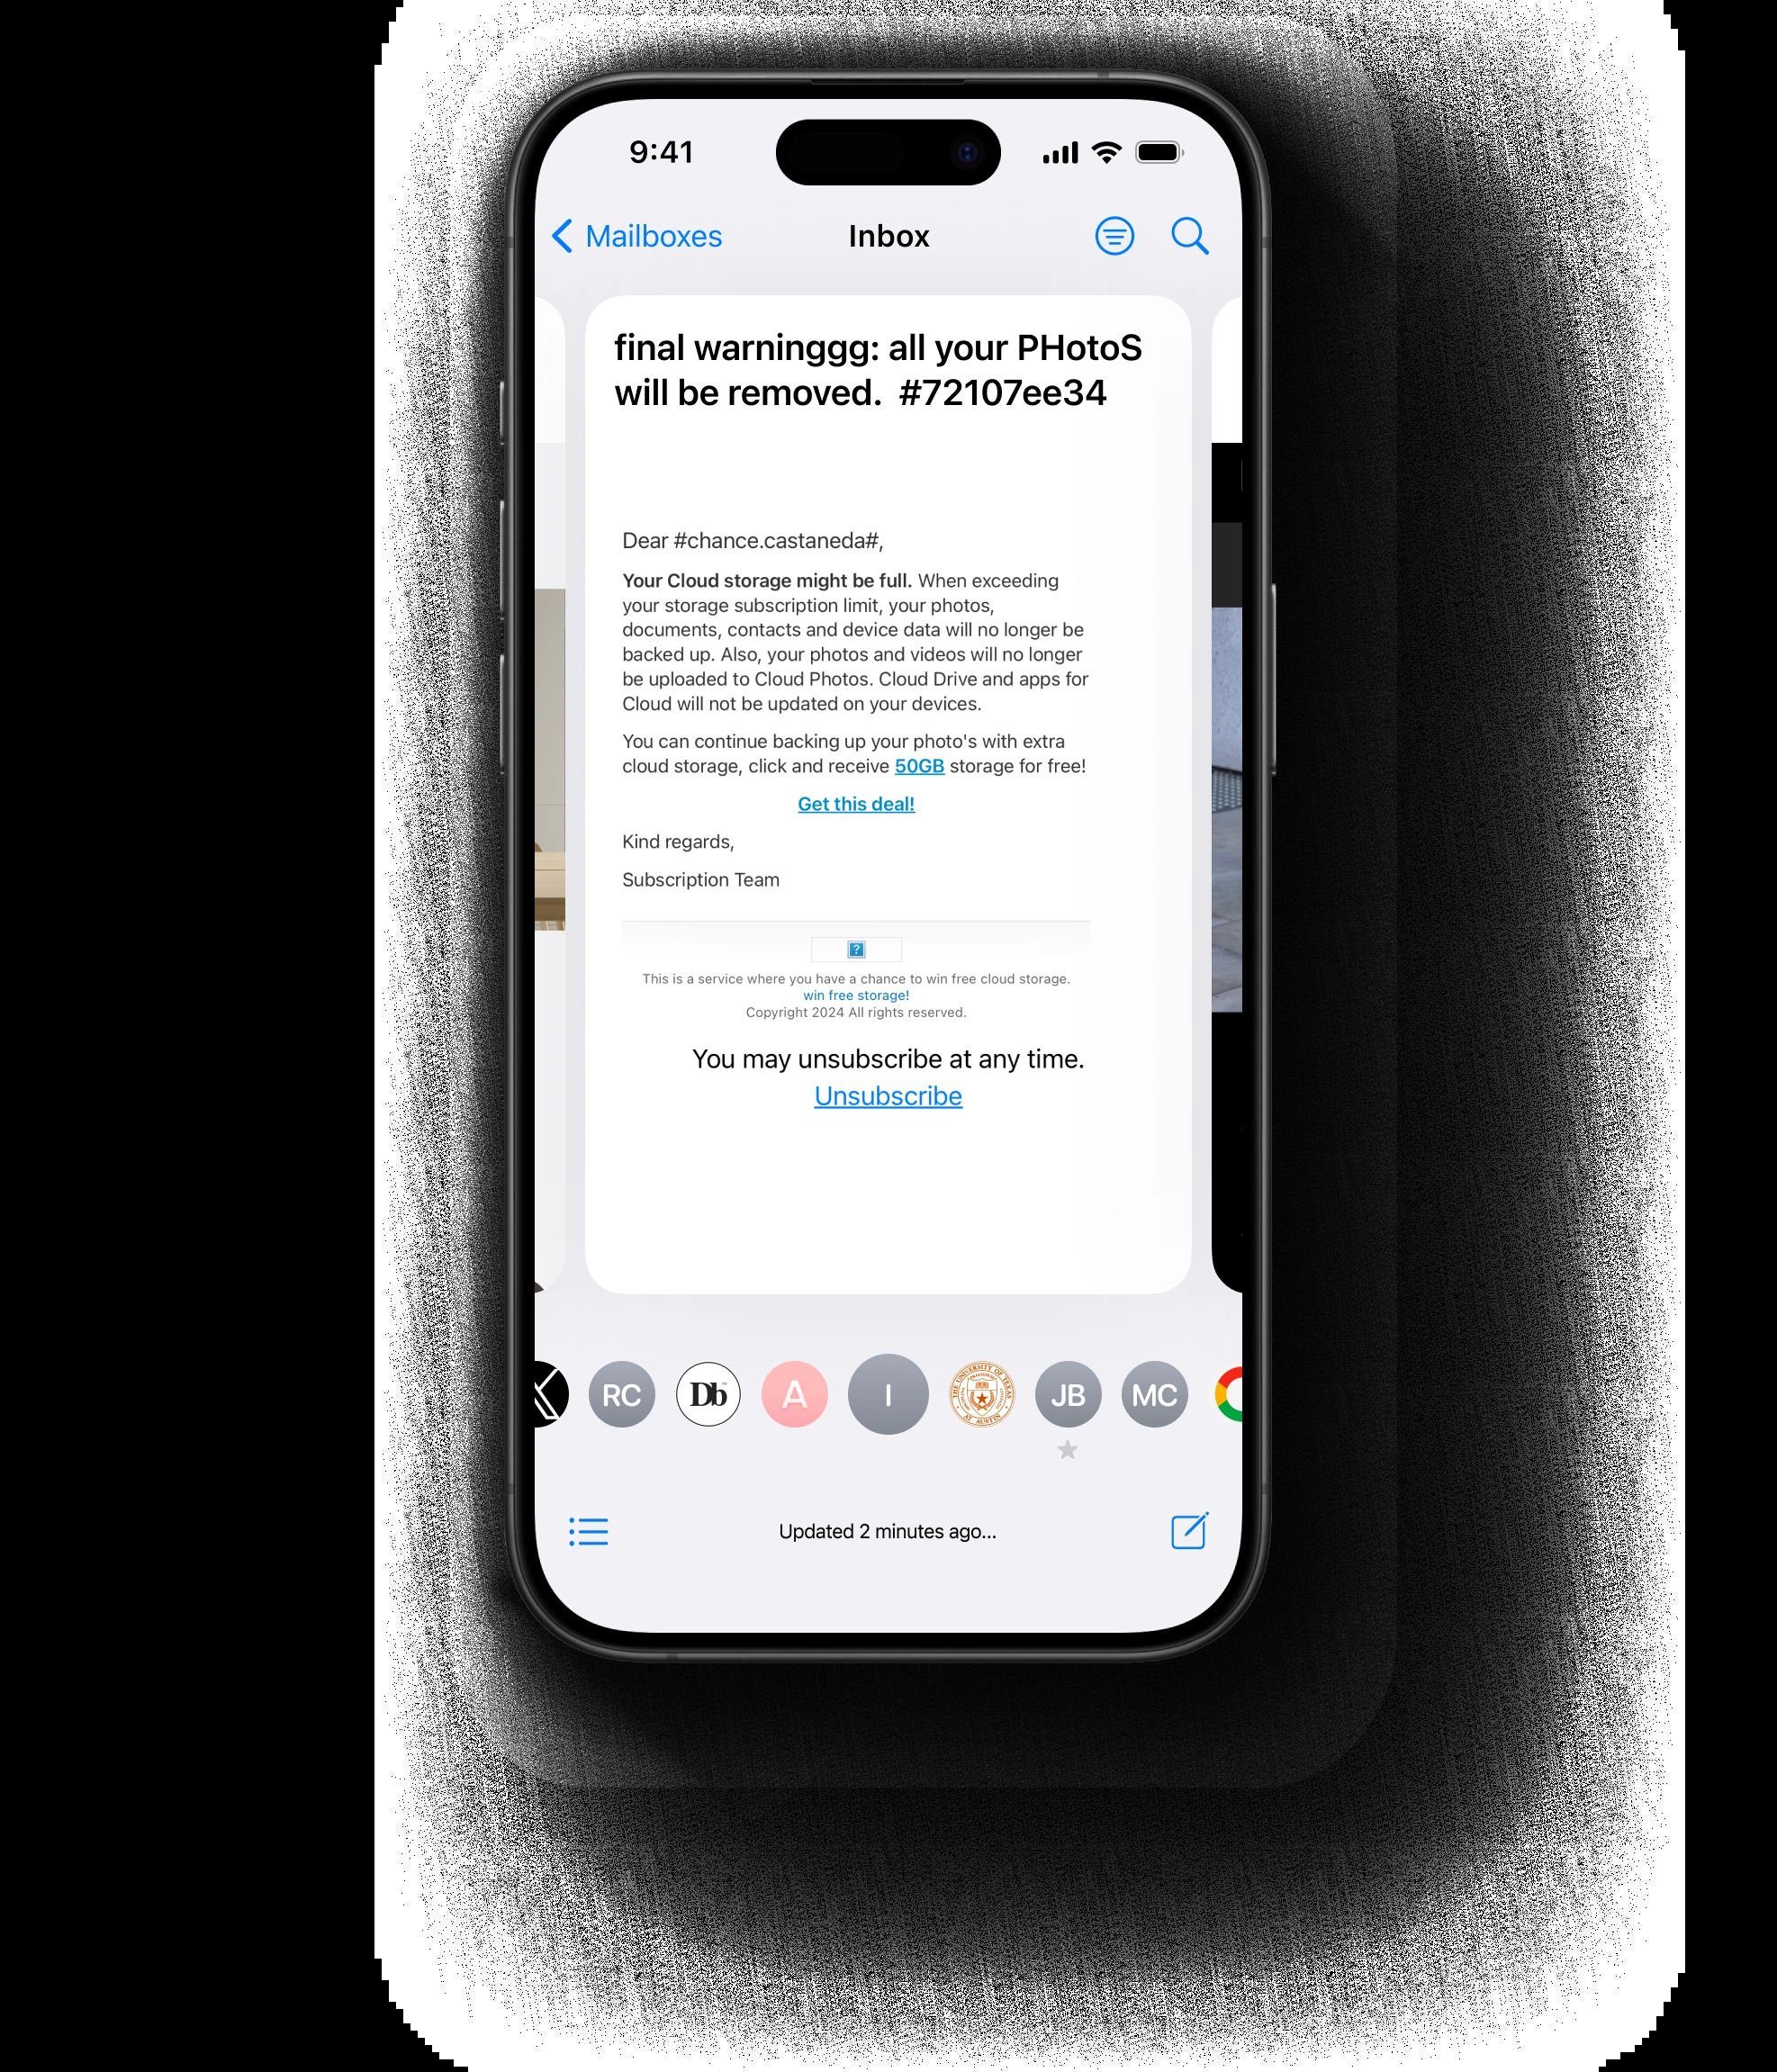 9:41
Mailboxes
Inbox
final warninggg: all your PHotoS
will be removed.  #72107ee34
Dear #chance.castaneda#,
Your Cloud storage might be full. When exceeding
your storage subscription limit, your photos,
documents, contacts and device data will no longer be
backed up. Also, your photos and videos will no longer
be uploaded to Cloud Photos. Cloud Drive and apps for
Cloud will not be updated on your devices.
You can continue backing up your photo's with extra
cloud storage, click and receive 50GB storage for free!
Get this deal!
Kind regards,
Subscription Team
?
This is a service where you have a chance to win free cloud storage.
win free storage!
Copyright 2024 All rights reserved.
You may unsubscribe at any time.
Unsubscribe
RC
Db
A
I
THE UNIVERSITY OF TEXAS
AT AUSTIN
JB
MC
Updated 2 minutes ago...